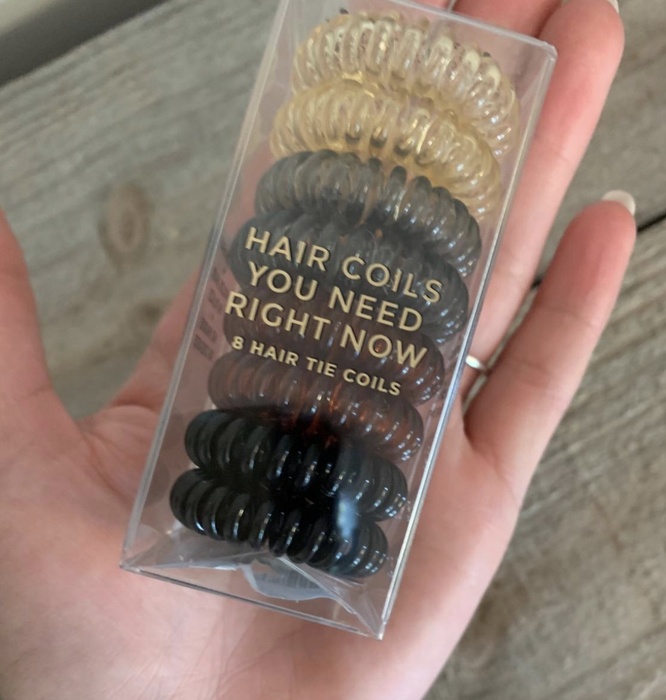 HAIR COILS
YOU NEED
RIGHT NOW
8 HAIR TIE COILS